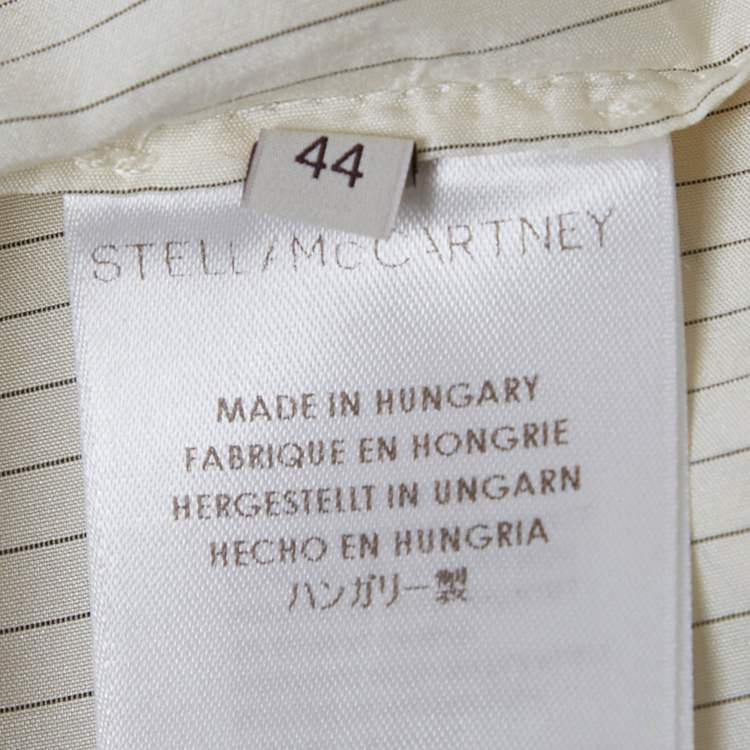 44
STELLA McCARTNEY
MADE IN HUNGARY
FABRIQUE EN HONGRIE
HERGESTELLT IN UNGARN
HECHO EN HUNGRIA
ハンガリー製